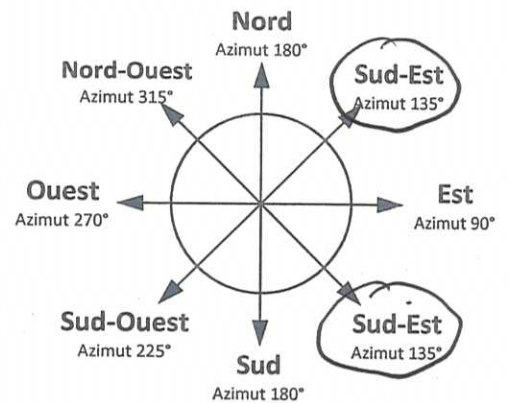 Nord
Azimut 180°
Nord-Ouest
Azimut 315°
Sud-Est
Azimut 135°
Ouest
Azimut 270°
Est
Azimut 90°
Sud-Ouest
Azimut 225°
Sud-Est
Azimut 135°
Sud
Azimut 180°